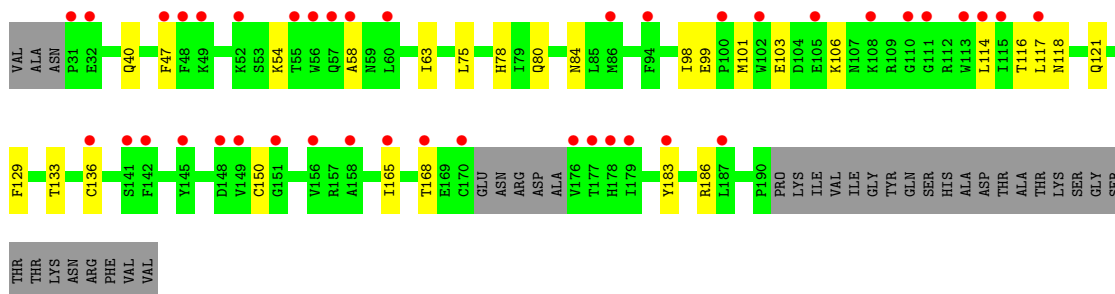 VAL ALA ASN P31 E32 Q40 F47 F48 K49 K52 S53 K54 T55 W56 Q57 A58 N59 L60 I63 L75 H78 I79 Q80 N84 L85 M86 F94 I98 E99 P100 M101 W102 E103 D104 E105 K106 N107 K108 R109 G110 G111 R112 W113 L114 I115 T116 L117 N118 Q121
F129 T133 C136 S141 F142 Y145 D148 V149 C150 G151 V156 R157 A158 I165 T168 E169 C170 GLU ASN ARG ASP ALA V176 T177 H178 I179 Y183 R186 L187 P190 PRO LYS ILE VAL ILE GLY TYR GLN SER HIS ALA ASP THR ALA THR LYS SER GLY SER
THR THR LYS ASN ARG PHE VAL VAL